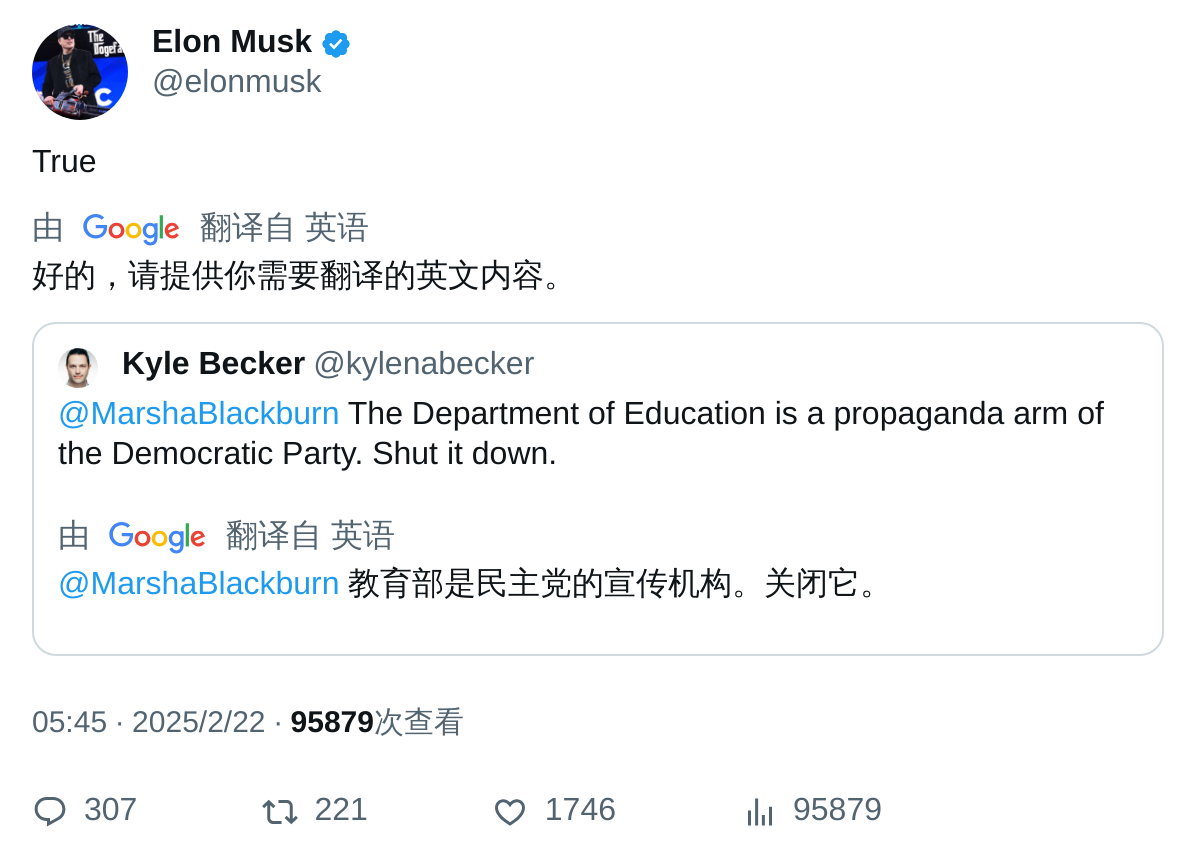 The
Dogefa
C
Elon Musk
@elonmusk
True
由 Google 翻译自 英语
好的，请提供你需要翻译的英文内容。
Kyle Becker @kylenabecker
@MarshaBlackburn The Department of Education is a propaganda arm of
the Democratic Party. Shut it down.
由 Google 翻译自 英语
@MarshaBlackburn 教育部是民主党的宣传机构。关闭它。
05:45 · 2025/2/22 · 95879次查看
307 221 1746 95879